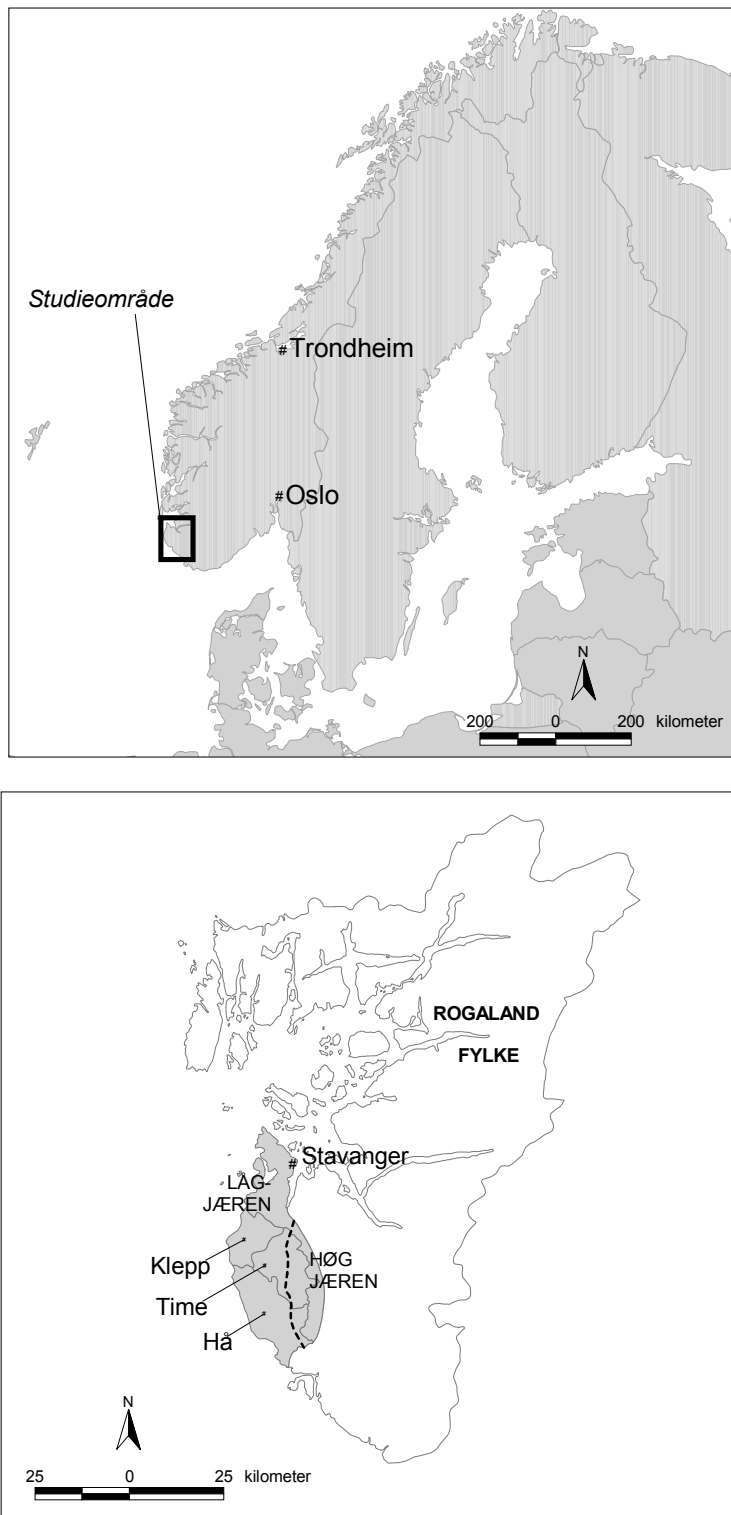 Studieområde
#Trondheim
#Oslo
N
200 0 200 kilometer
ROGALAND
FYLKE
#Stavanger
LÅG-
JÆREN
HØG
JÆREN
Klepp
Time
Hå
N
25 0 25 kilometer